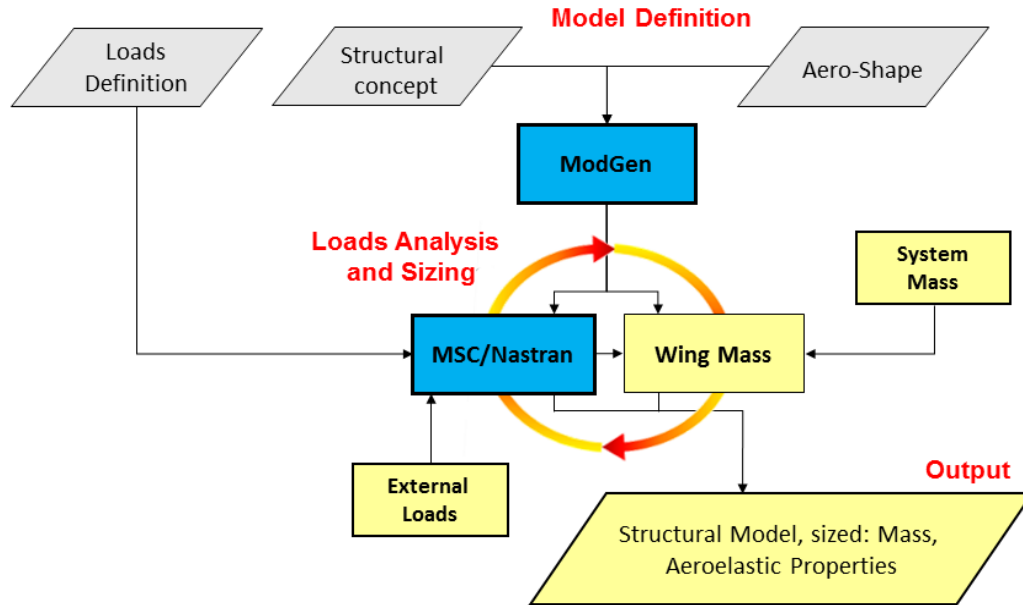 Model Definition
Loads
Definition
Structural
concept
Aero-Shape
ModGen
Loads Analysis
and Sizing
System
Mass
MSC/Nastran
Wing Mass
External
Loads
Output
Structural Model, sized: Mass,
Aeroelastic Properties